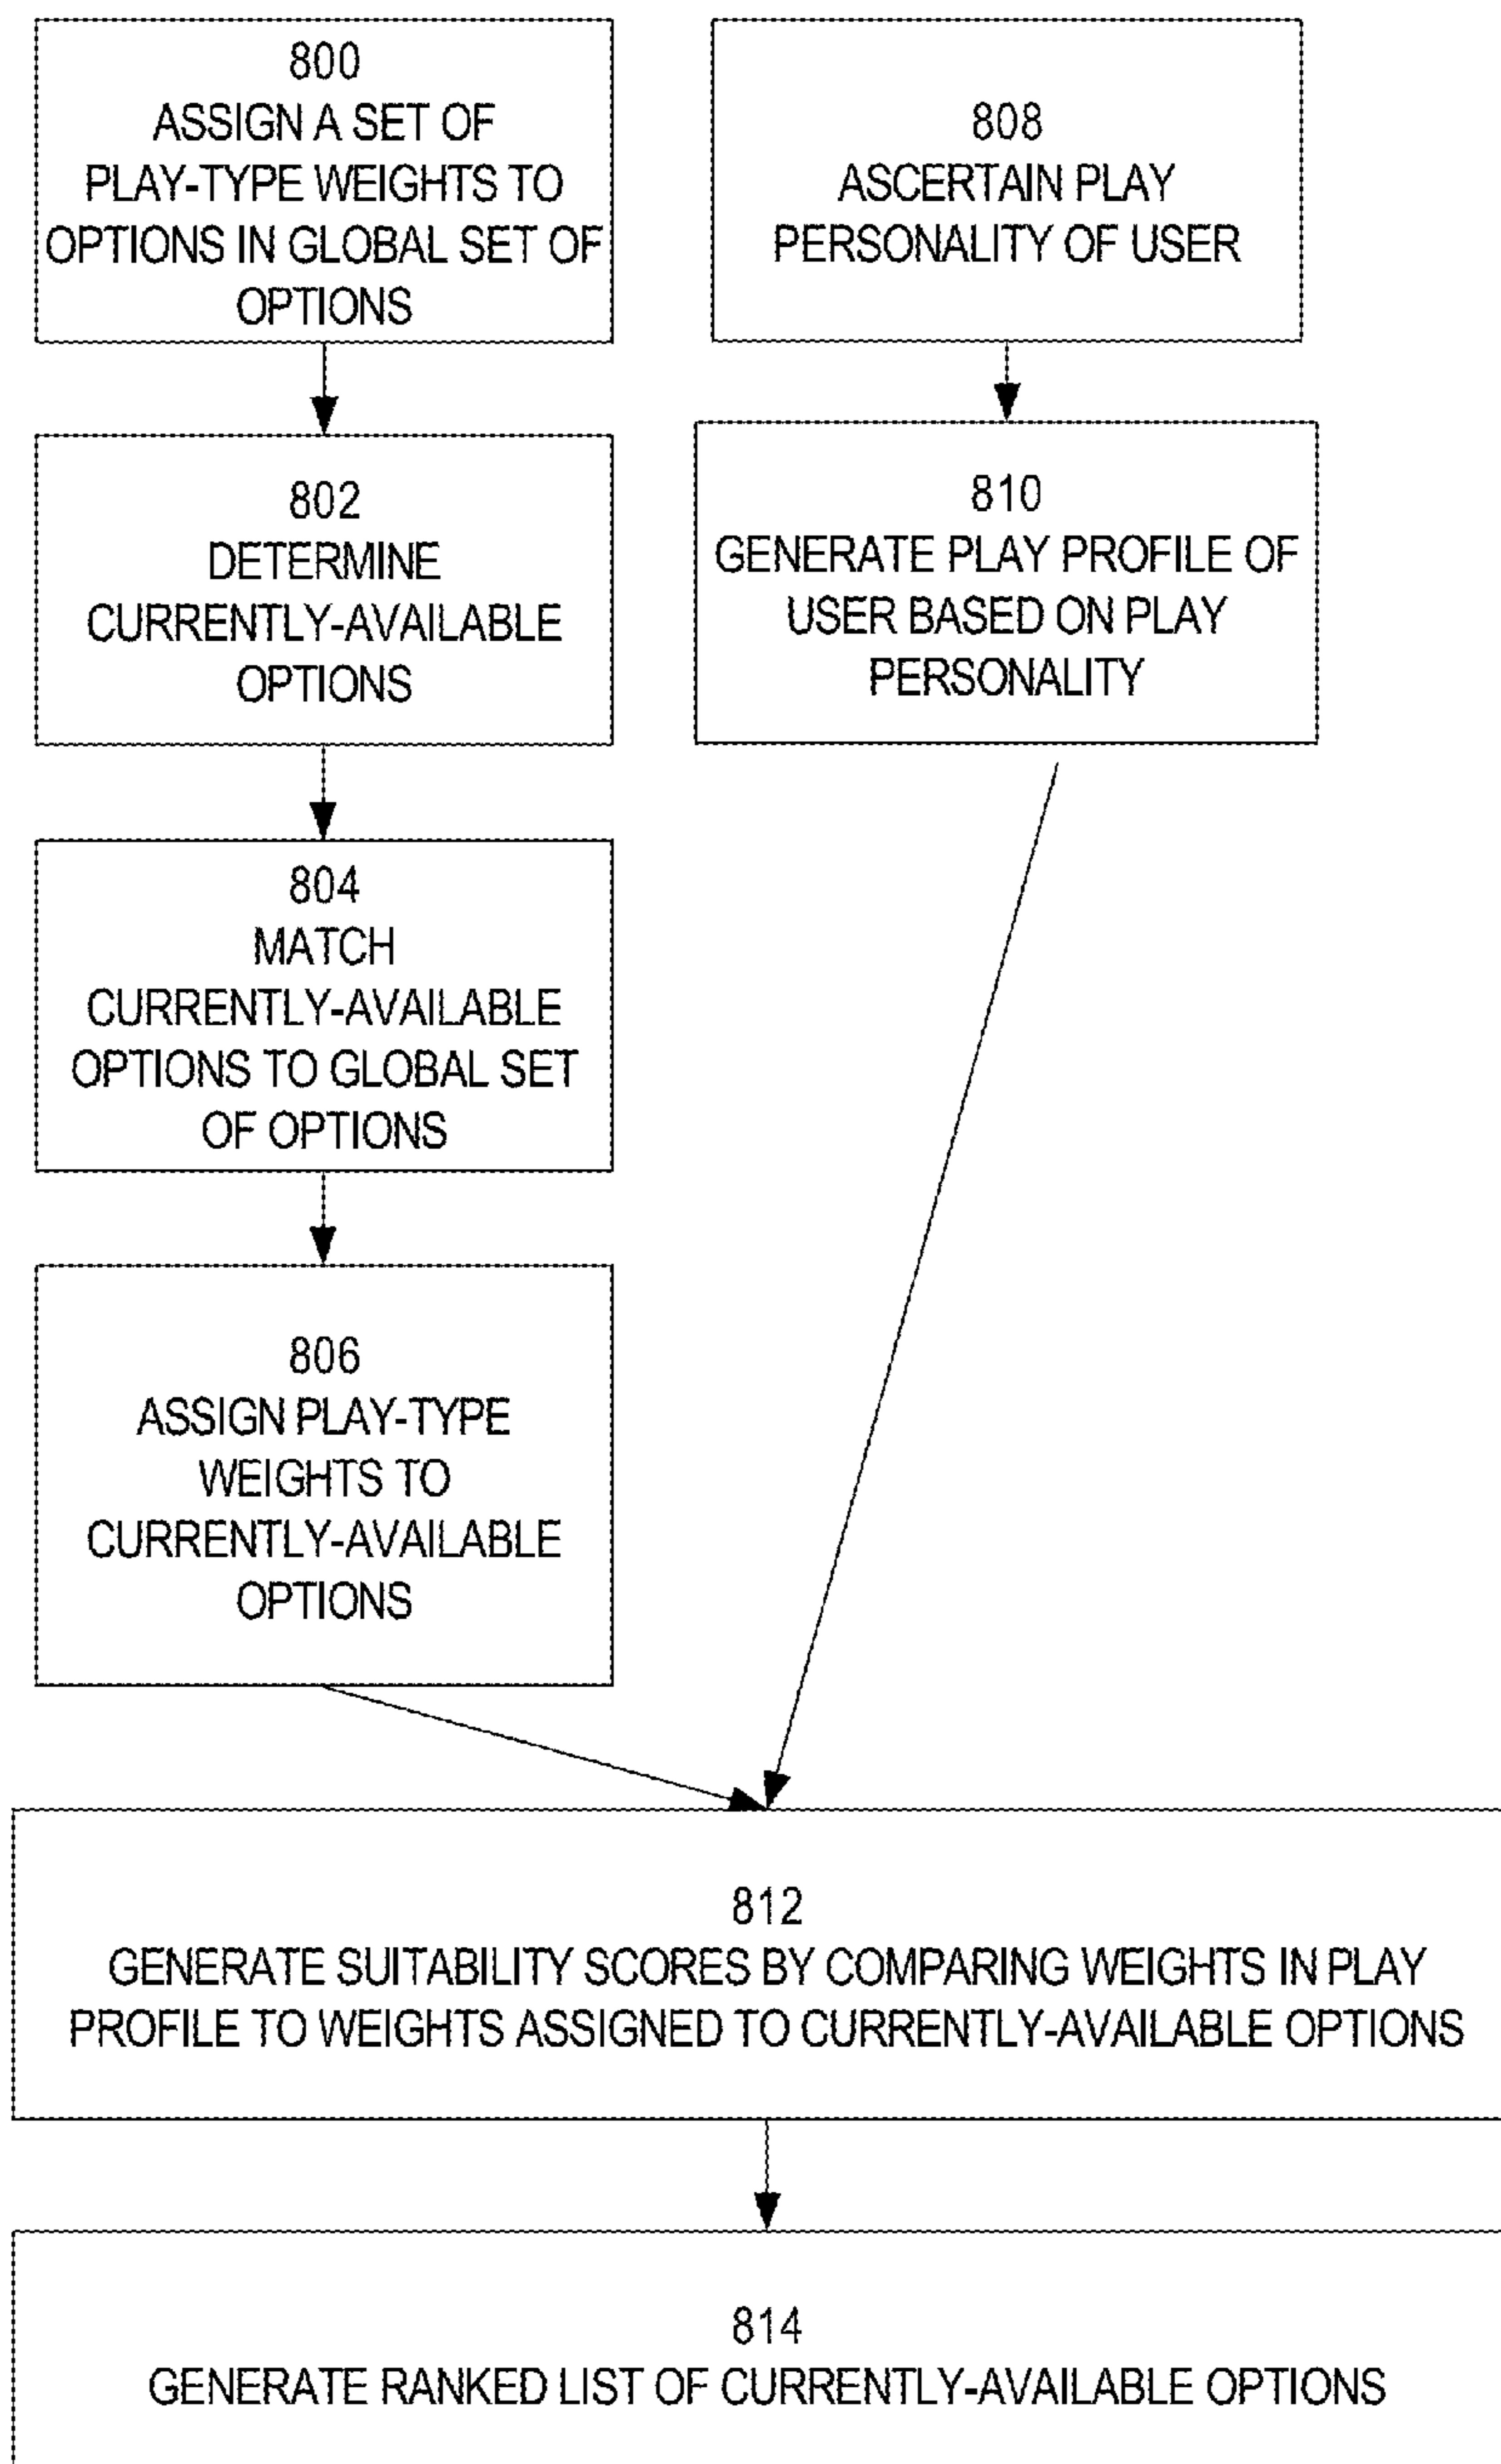 800
ASSIGN A SET OF
PLAY-TYPE WEIGHTS TO
OPTIONS IN GLOBAL SET OF
OPTIONS
802
DETERMINE
CURRENTLY-AVAILABLE
OPTIONS
804
MATCH
CURRENTLY-AVAILABLE
OPTIONS TO GLOBAL SET
OF OPTIONS
806
ASSIGN PLAY-TYPE
WEIGHTS TO
CURRENTLY-AVAILABLE
OPTIONS
808
ASCERTAIN PLAY
PERSONALITY OF USER
810
GENERATE PLAY PROFILE OF
USER BASED ON PLAY
PERSONALITY
812
GENERATE SUITABILITY SCORES BY COMPARING WEIGHTS IN PLAY
PROFILE TO WEIGHTS ASSIGNED TO CURRENTLY-AVAILABLE OPTIONS
814
GENERATE RANKED LIST OF CURRENTLY-AVAILABLE OPTIONS